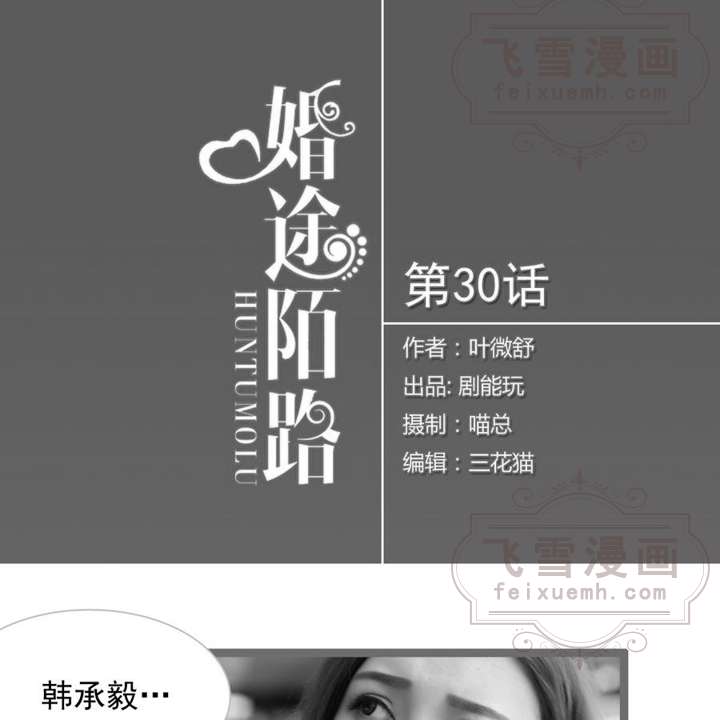 飞雪漫画
feixuemh.com
婚途陌路
HUNTUMOLU
第30话
作者：叶微舒
出品: 剧能玩
摄制：喵总
编辑：三花猫
飞雪漫画
feixuemh.com
韩承毅…